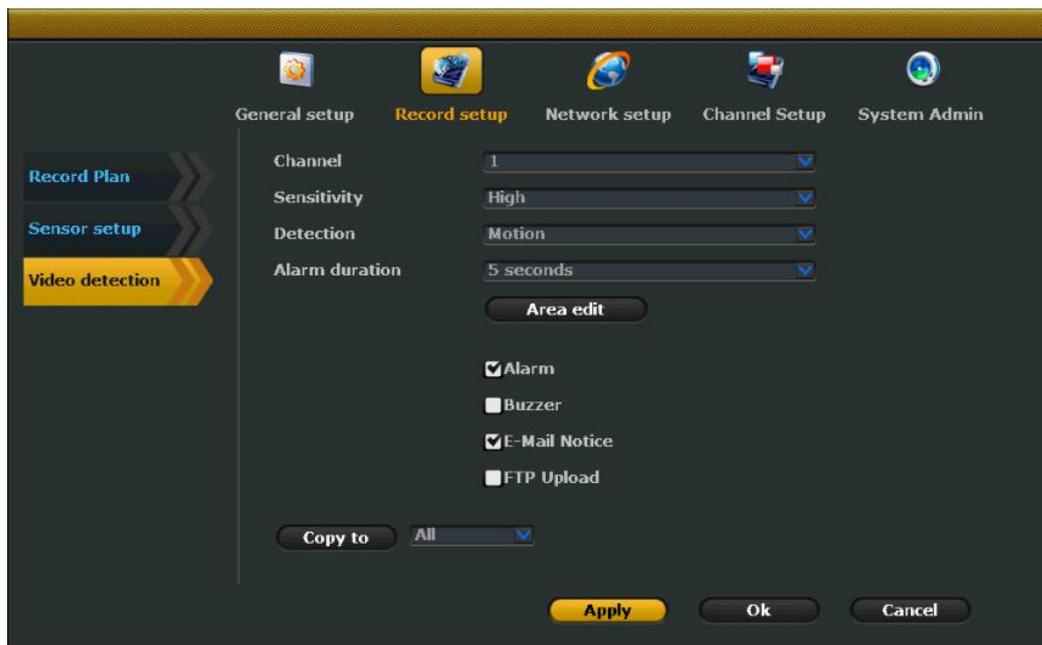 General setup Record setup Network setup Channel Setup System Admin
Record Plan
Sensor setup
Video detection
Channel 1
Sensitivity High
Detection Motion
Alarm duration 5 seconds
Area edit
Alarm
Buzzer
E-Mail Notice
FTP Upload
Copy to All
Apply Ok Cancel